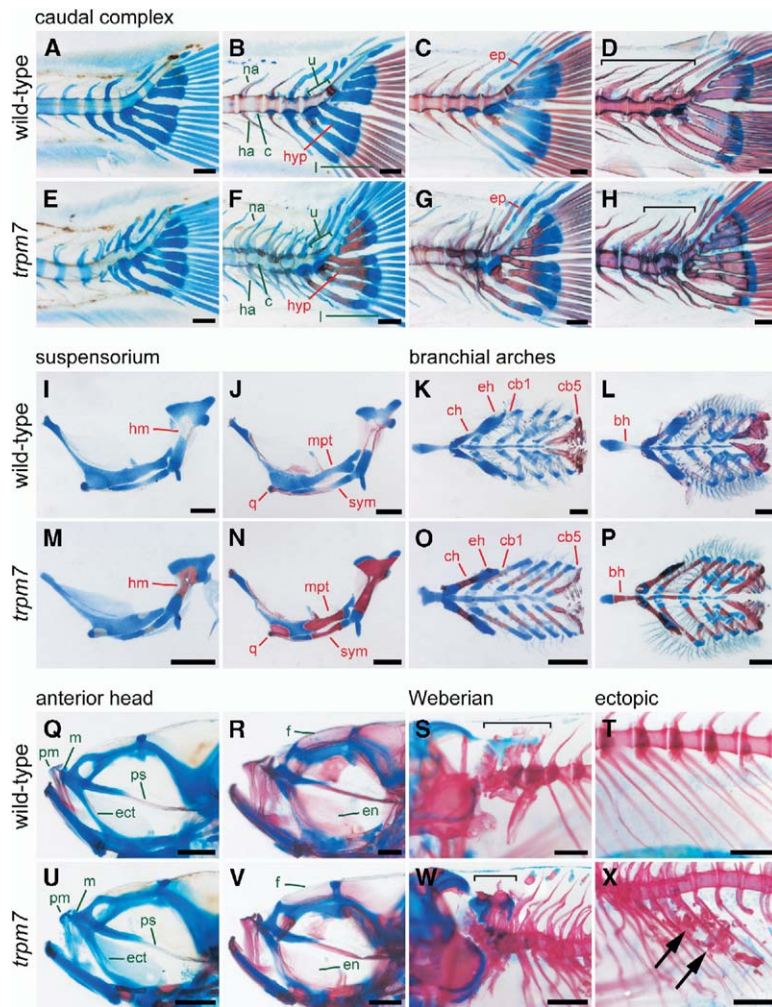 caudal complex
wild-type
A
B
na
u
ha
c
hyp
l
C
ep
D
trpm7
E
F
na
u
ha
c
hyp
l
G
ep
H
suspensorium
branchial arches
wild-type
I
hm
J
mpt
q
sym
K
ch
eh
cb1
cb5
L
bh
trpm7
M
hm
N
mpt
q
sym
O
ch
eh
cb1
cb5
P
bh
anterior head
Weberian
ectopic
wild-type
Q
pm
m
ps
ect
R
f
en
S
T
trpm7
U
pm
m
ps
ect
V
f
en
W
X